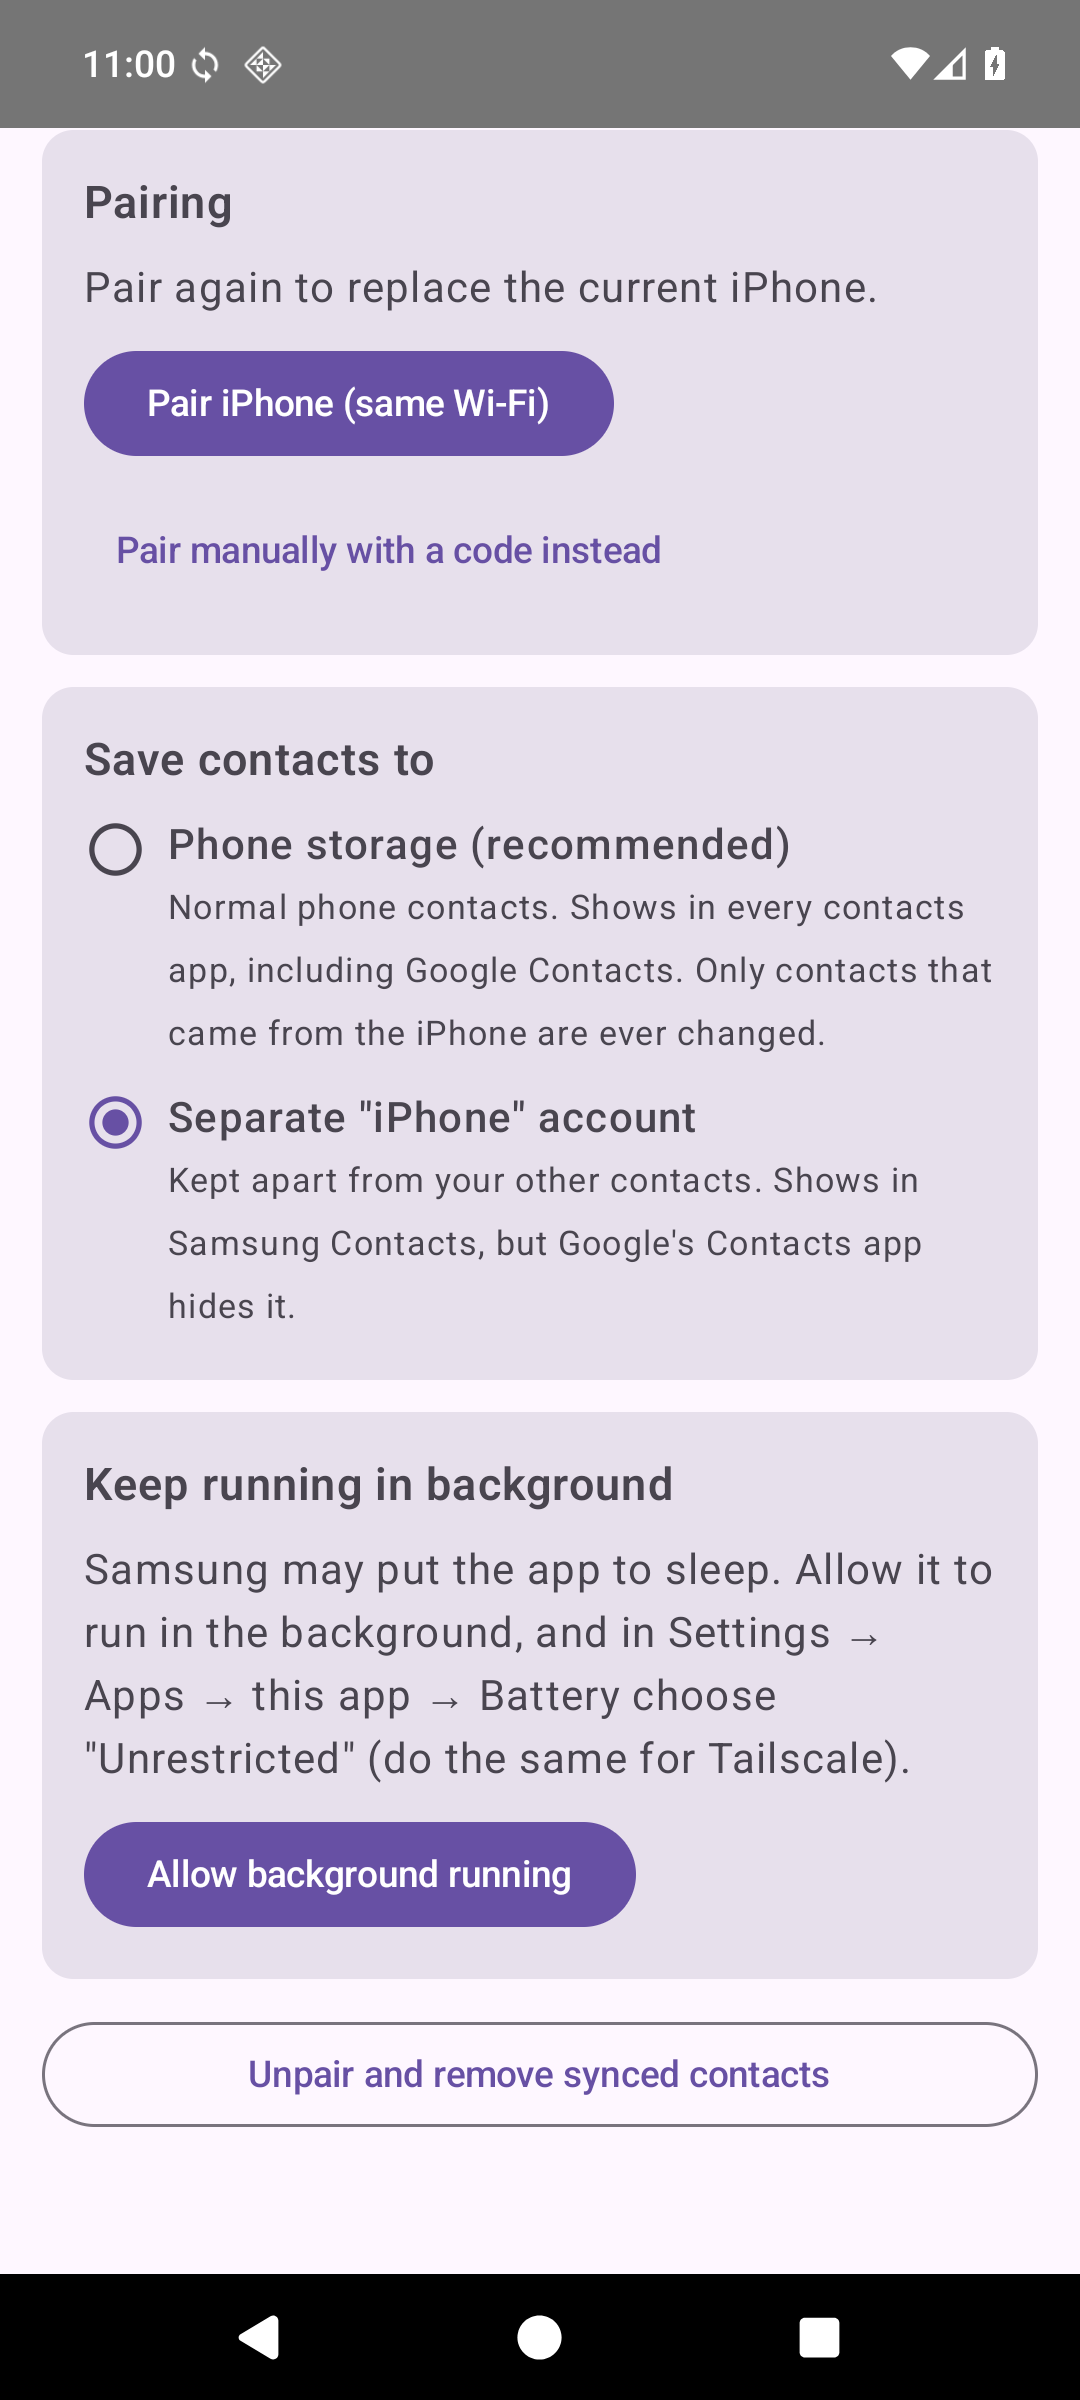 11:00
Pairing
Pair again to replace the current iPhone.
Pair iPhone (same Wi-Fi)
Pair manually with a code instead
Save contacts to
Phone storage (recommended)
Normal phone contacts. Shows in every contacts
app, including Google Contacts. Only contacts that
came from the iPhone are ever changed.
Separate "iPhone" account
Kept apart from your other contacts. Shows in
Samsung Contacts, but Google's Contacts app
hides it.
Keep running in background
Samsung may put the app to sleep. Allow it to
run in the background, and in Settings →
Apps → this app → Battery choose
"Unrestricted" (do the same for Tailscale).
Allow background running
Unpair and remove synced contacts